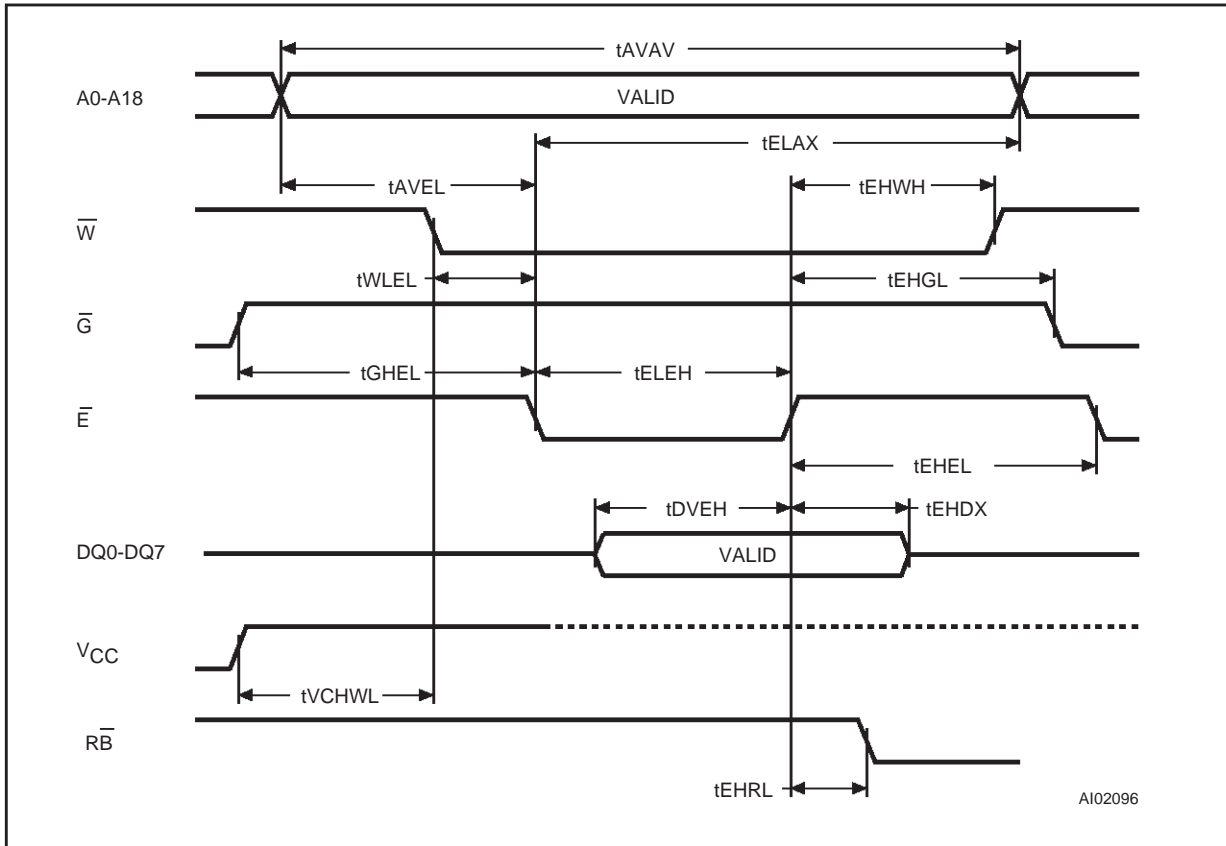 tAVAV
A0-A18
VALID
tELAX
tAVEL
tEHWH
W̅
tWLEL
tEHGL
G̅
tGHEL
tELEH
E̅
tEHEL
tDVEH
tEHDX
DQ0-DQ7
VALID
VCC
tVCHWL
RB̅
tEHRL
AI02096